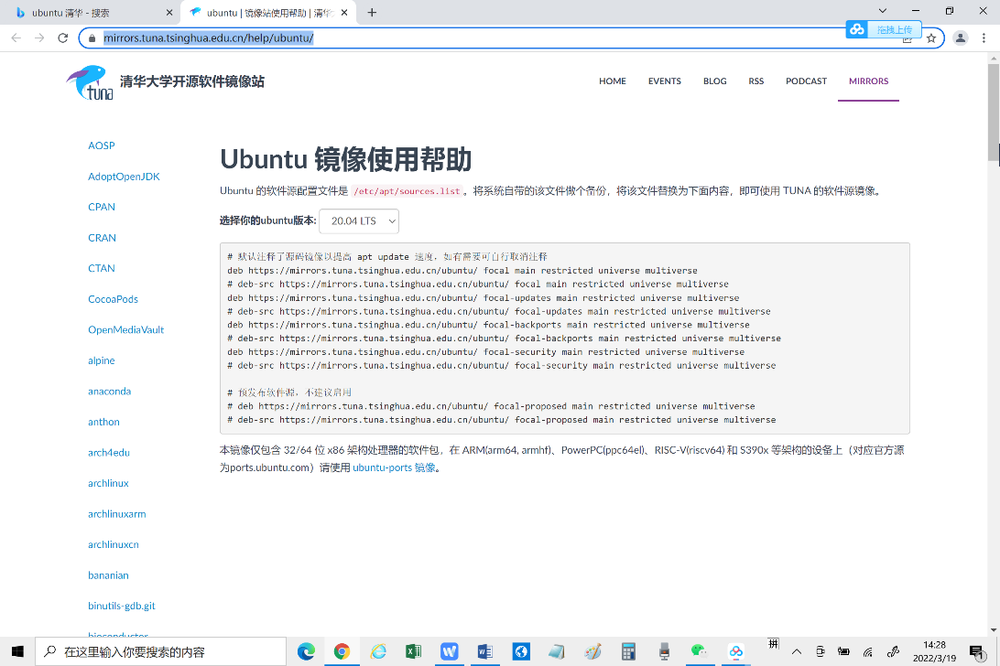 ubuntu 清华 - 搜索
ubuntu | 镜像站使用帮助 | 清华
mirrors.tuna.tsinghua.edu.cn/help/ubuntu/
拖拽上传
tuna
清华大学开源软件镜像站
HOME EVENTS BLOG RSS PODCAST MIRRORS
AOSP
AdoptOpenJDK
CPAN
CRAN
CTAN
CocoaPods
OpenMediaVault
alpine
anaconda
anthon
arch4edu
archlinux
archlinuxarm
archlinuxcn
bananian
binutils-gdb.git
bioconductor
Ubuntu 镜像使用帮助
Ubuntu 的软件源配置文件是 /etc/apt/sources.list 。将系统自带的该文件做个备份，将该文件替换为下面内容，即可使用 TUNA 的软件源镜像。
选择你的ubuntu版本: 20.04 LTS
# 默认注释了源码镜像以提高 apt update 速度，如有需要可自行取消注释
deb https://mirrors.tuna.tsinghua.edu.cn/ubuntu/ focal main restricted universe multiverse
# deb-src https://mirrors.tuna.tsinghua.edu.cn/ubuntu/ focal main restricted universe multiverse
deb https://mirrors.tuna.tsinghua.edu.cn/ubuntu/ focal-updates main restricted universe multiverse
# deb-src https://mirrors.tuna.tsinghua.edu.cn/ubuntu/ focal-updates main restricted universe multiverse
deb https://mirrors.tuna.tsinghua.edu.cn/ubuntu/ focal-backports main restricted universe multiverse
# deb-src https://mirrors.tuna.tsinghua.edu.cn/ubuntu/ focal-backports main restricted universe multiverse
deb https://mirrors.tuna.tsinghua.edu.cn/ubuntu/ focal-security main restricted universe multiverse
# deb-src https://mirrors.tuna.tsinghua.edu.cn/ubuntu/ focal-security main restricted universe multiverse
# 预发布软件源，不建议启用
# deb https://mirrors.tuna.tsinghua.edu.cn/ubuntu/ focal-proposed main restricted universe multiverse
# deb-src https://mirrors.tuna.tsinghua.edu.cn/ubuntu/ focal-proposed main restricted universe multiverse
本镜像仅包含 32/64 位 x86 架构处理器的软件包，在 ARM(arm64, armhf)、PowerPC(ppc64el)、RISC-V(riscv64) 和 S390x 等架构的设备上（对应官方源
为ports.ubuntu.com）请使用 ubuntu-ports 镜像。
拼
在这里输入你要搜索的内容
14:28
2022/3/19